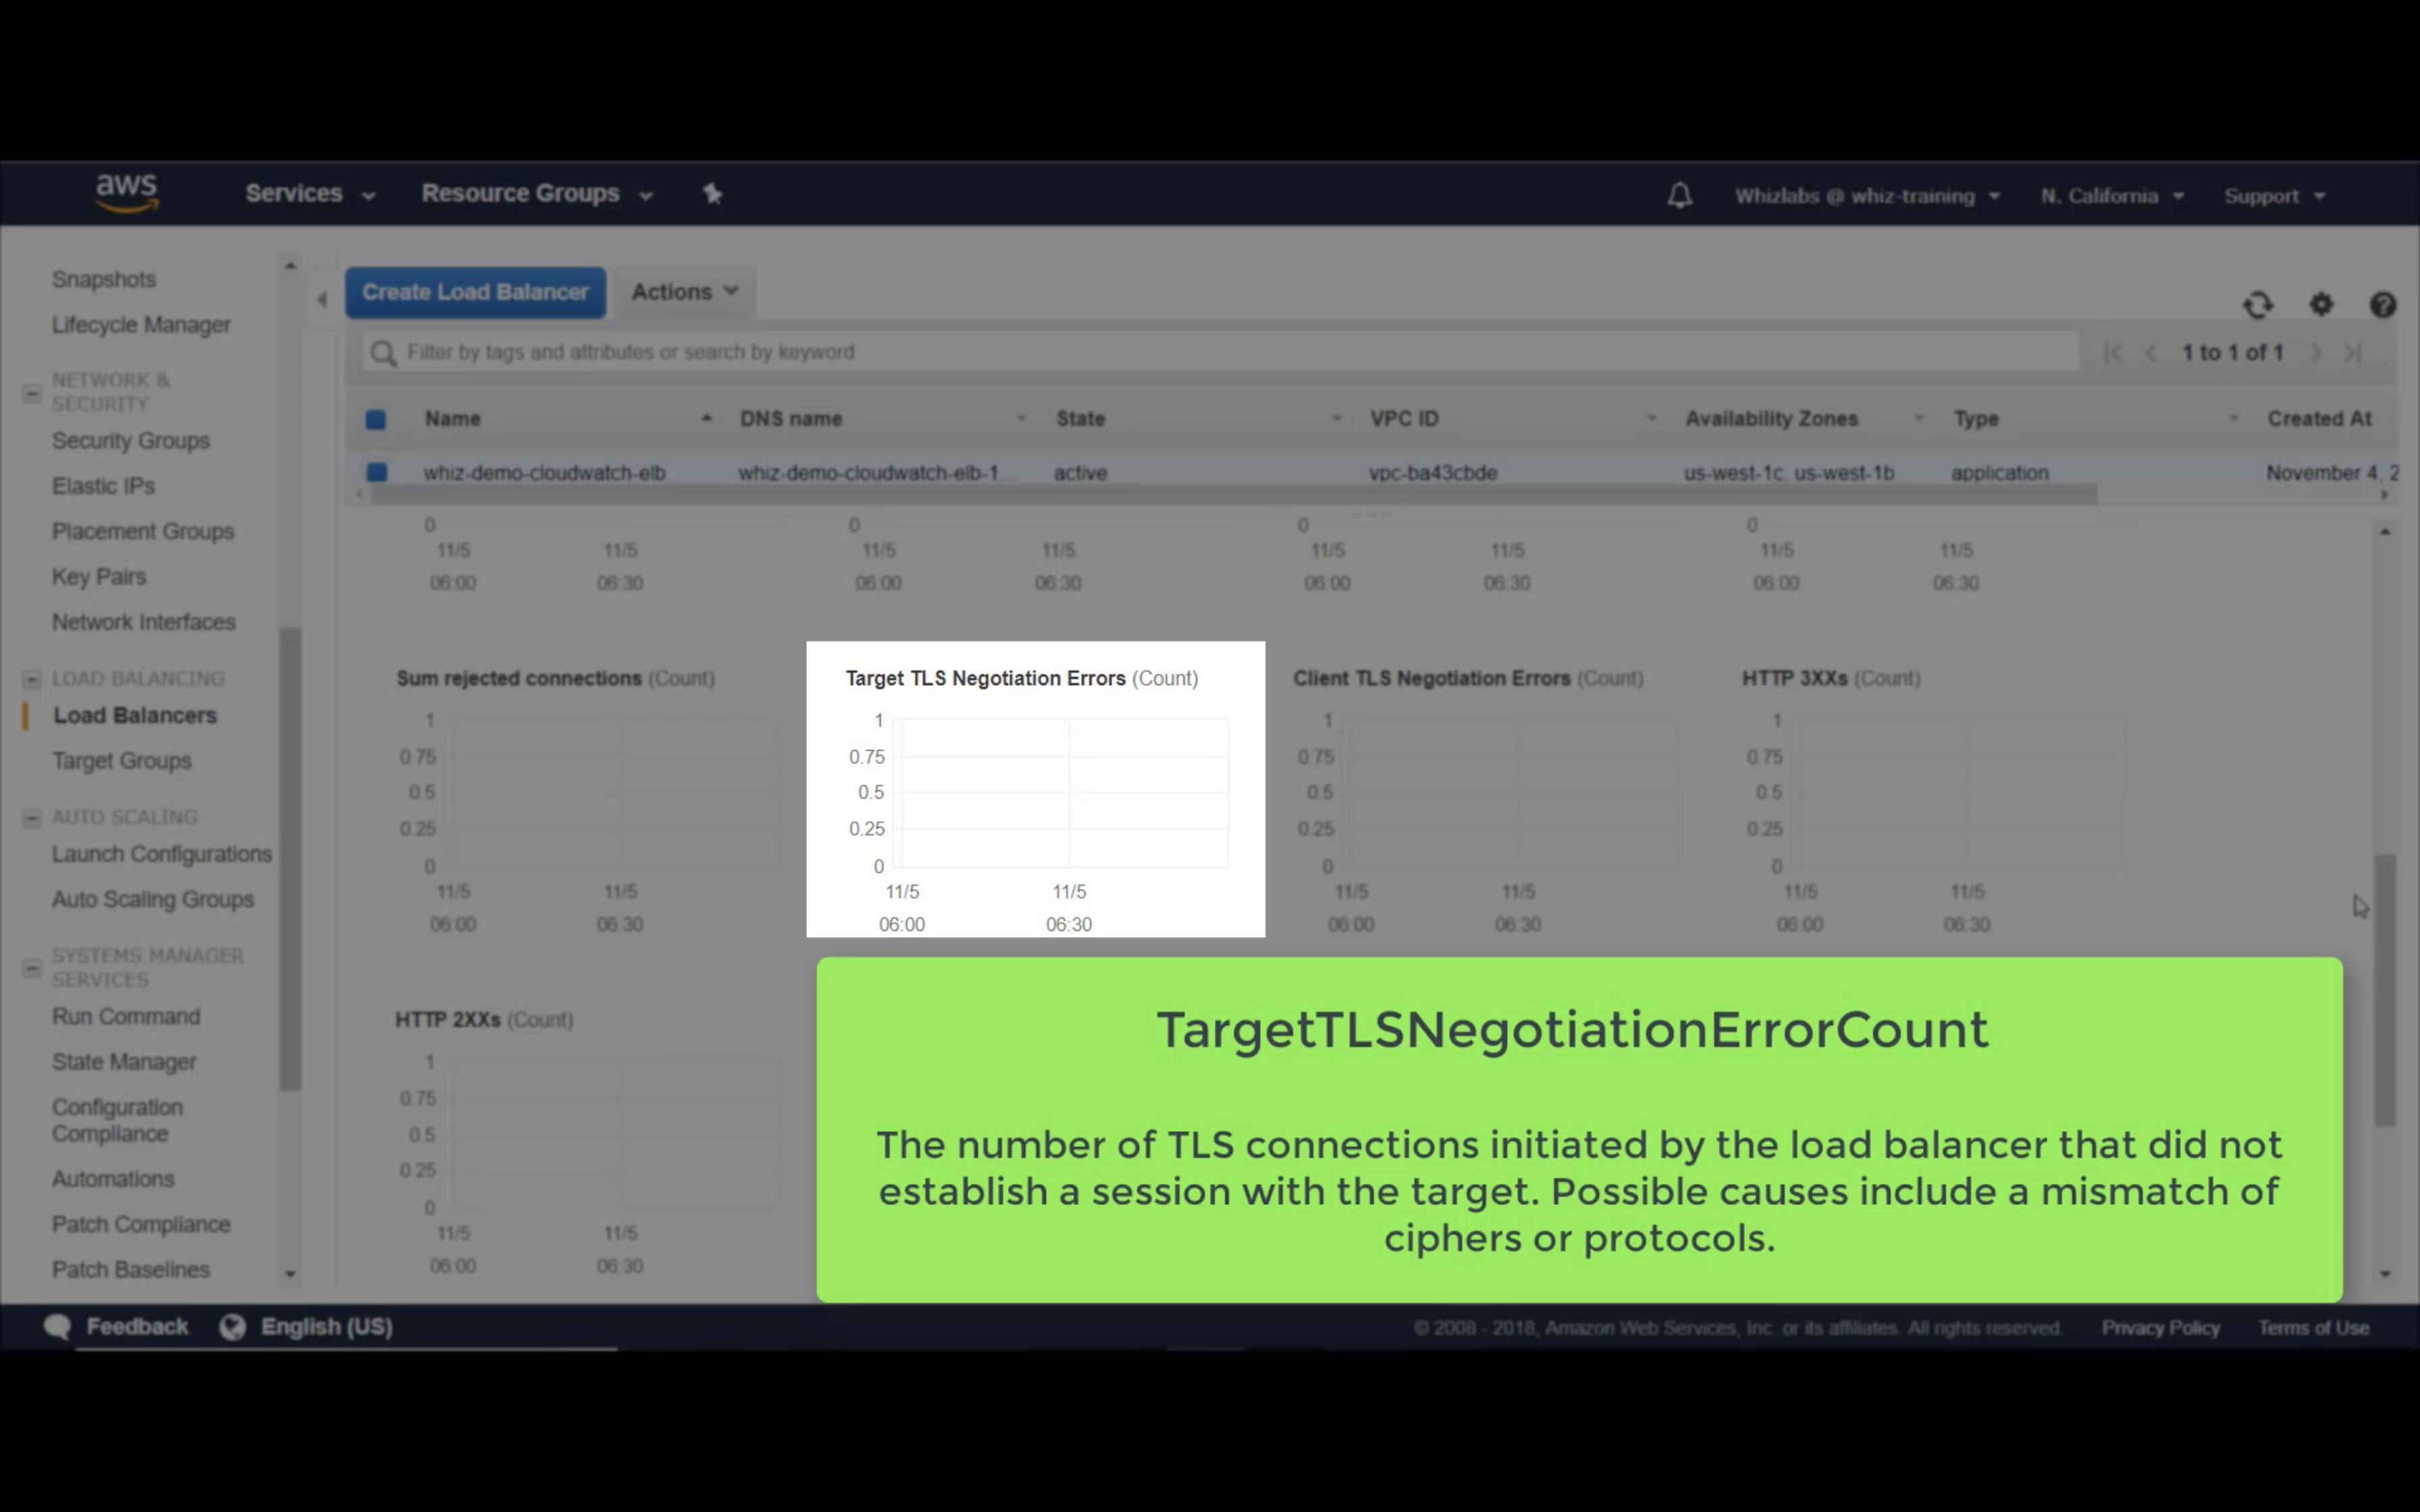 aws Services Resource Groups Whizlabs @ whiz-training N. California Support
Snapshots
Lifecycle Manager
NETWORK &
SECURITY
Security Groups
Elastic IPs
Placement Groups
Key Pairs
Network Interfaces
LOAD BALANCING
Load Balancers
Target Groups
AUTO SCALING
Launch Configurations
Auto Scaling Groups
SYSTEMS MANAGER
SERVICES
Run Command
State Manager
Configuration
Compliance
Automations
Patch Compliance
Patch Baselines
Create Load Balancer Actions
Filter by tags and attributes or search by keyword 1 to 1 of 1
Name DNS name State VPC ID Availability Zones Type Created At
whiz-demo-cloudwatch-elb whiz-demo-cloudwatch-elb-1... active vpc-ba43cbde us-west-1c, us-west-1b application November 4, 2
0 0 0 0
11/5 11/5 11/5 11/5 11/5 11/5 11/5 11/5
06:00 06:30 06:00 06:30 06:00 06:30 06:00 06:30
Sum rejected connections (Count)
1
0.75
0.5
0.25
0
11/5 11/5
06:00 06:30
Target TLS Negotiation Errors (Count)
1
0.75
0.5
0.25
0
11/5 11/5
06:00 06:30
Client TLS Negotiation Errors (Count)
1
0.75
0.5
0.25
0
11/5 11/5
06:00 06:30
HTTP 3XXs (Count)
1
0.75
0.5
0.25
0
11/5 11/5
06:00 06:30
HTTP 2XXs (Count)
1
0.75
0.5
0.25
0
11/5 11/5
06:00 06:30
TargetTLSNegotiationErrorCount
The number of TLS connections initiated by the load balancer that did not
establish a session with the target. Possible causes include a mismatch of
ciphers or protocols.
Feedback English (US) © 2008 - 2018, Amazon Web Services, Inc. or its affiliates. All rights reserved. Privacy Policy Terms of Use